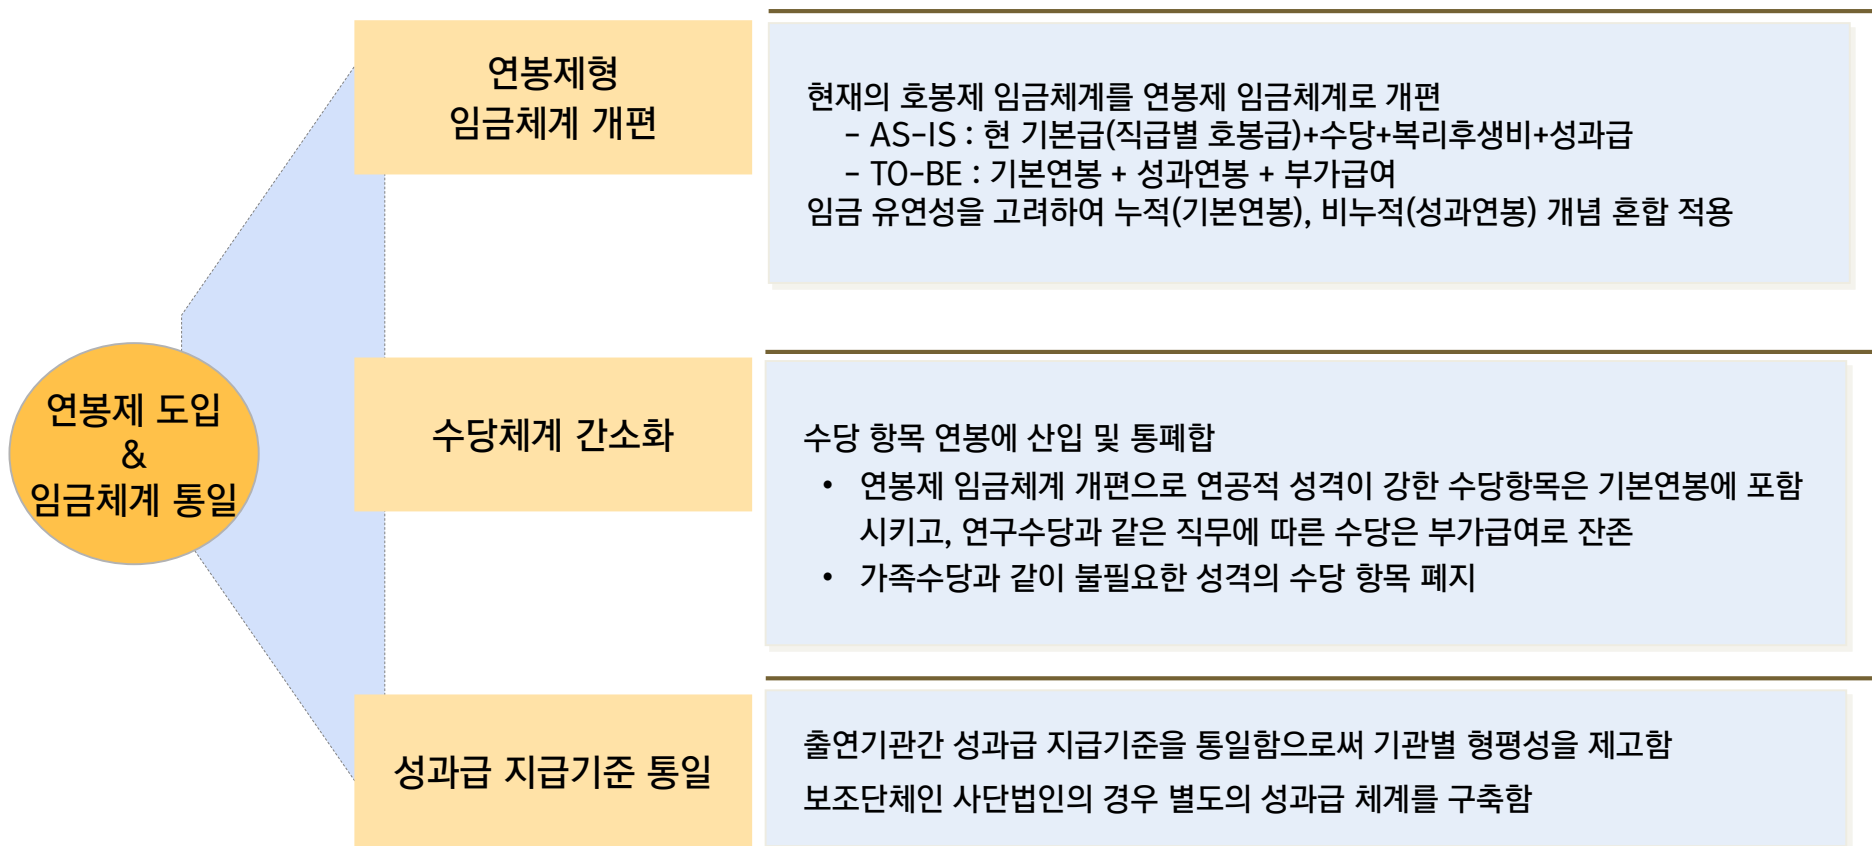 연봉제 도입
&
임금체계 통일
연봉제형
임금체계 개편
현재의 호봉제 임금체계를 연봉제 임금체계로 개편
- AS-IS : 현 기본급(직급별 호봉급)+수당+복리후생비+성과급
- TO-BE : 기본연봉 + 성과연봉 + 부가급여
임금 유연성을 고려하여 누적(기본연봉), 비누적(성과연봉) 개념 혼합 적용
수당체계 간소화
수당 항목 연봉에 산입 및 통폐합
• 연봉제 임금체계 개편으로 연공적 성격이 강한 수당항목은 기본연봉에 포함
시키고, 연구수당과 같은 직무에 따른 수당은 부가급여로 잔존
• 가족수당과 같이 불필요한 성격의 수당 항목 폐지
성과급 지급기준 통일
출연기관간 성과급 지급기준을 통일함으로써 기관별 형평성을 제고함
보조단체인 사단법인의 경우 별도의 성과급 체계를 구축함